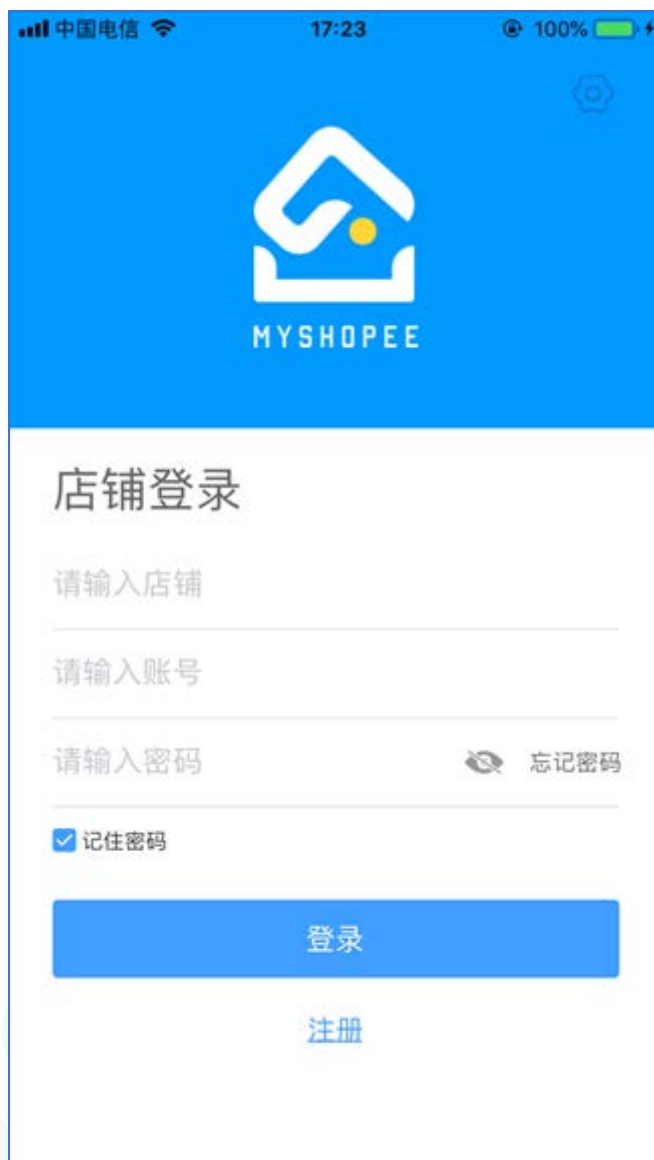 中国电信 17:23 100%
MYSHOPEE
店铺登录
请输入店铺
请输入账号
请输入密码 忘记密码
记住密码
登录
注册